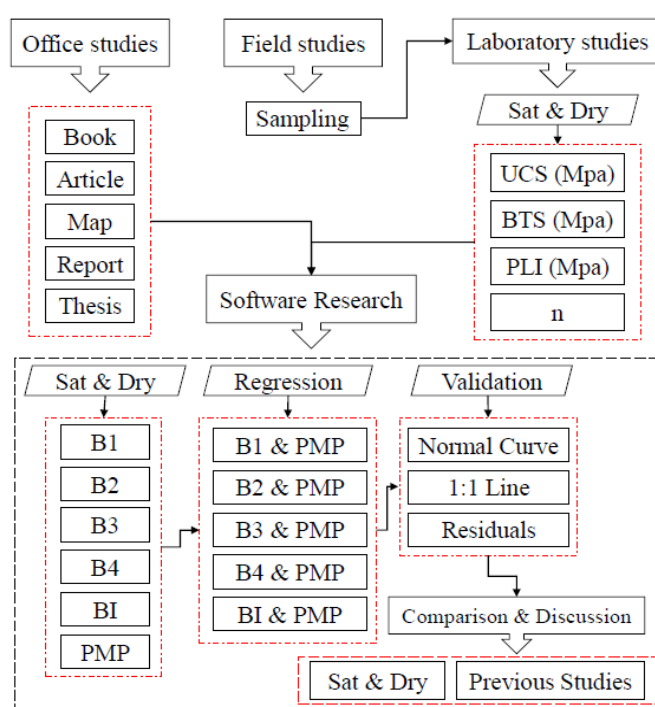 Office studies
Field studies
Laboratory studies
Sampling
Sat & Dry
Book
Article
Map
Report
Thesis
UCS (Mpa)
BTS (Mpa)
PLI (Mpa)
n
Software Research
Sat & Dry
Regression
Validation
B1
B2
B3
B4
BI
PMP
B1 & PMP
B2 & PMP
B3 & PMP
B4 & PMP
BI & PMP
Normal Curve
1:1 Line
Residuals
Comparison & Discussion
Sat & Dry
Previous Studies